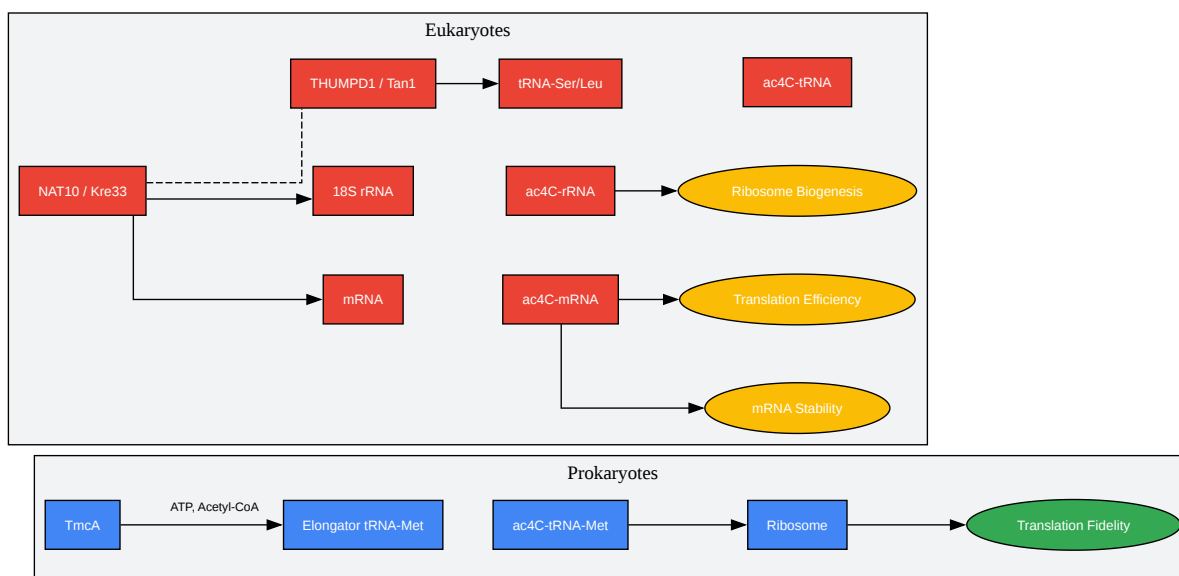 Eukaryotes
THUMPD1 / Tan1
tRNA-Ser/Leu
ac4C-tRNA
NAT10 / Kre33
18S rRNA
ac4C-rRNA
Ribosome Biogenesis
mRNA
ac4C-mRNA
Translation Efficiency
mRNA Stability
Prokaryotes
TmcA
ATP, Acetyl-CoA
Elongator tRNA-Met
ac4C-tRNA-Met
Ribosome
Translation Fidelity